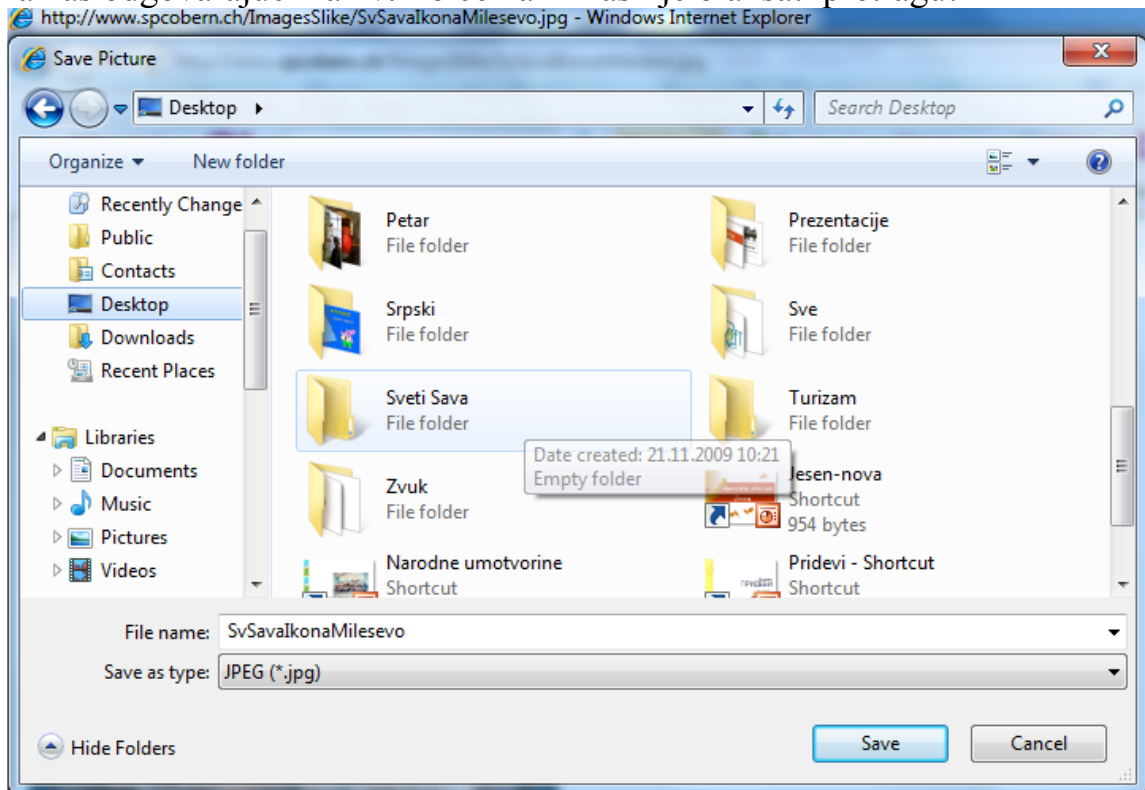 http://www.spcobern.ch/ImagesSlike/SvSavaIkonaMilesevo.jpg - Windows Internet Explorer
Save Picture
Desktop
Search Desktop
Organize
New folder
Recently Change
Public
Contacts
Desktop
Downloads
Recent Places
Libraries
Documents
Music
Pictures
Videos
Petar
File folder
Prezentacije
File folder
Srpski
File folder
Sve
File folder
Sveti Sava
File folder
Turizam
File folder
Date created: 21.11.2009 10:21
Empty folder
Zvuk
File folder
Jesen-nova
Shortcut
954 bytes
Narodne umotvorine
Shortcut
Pridevi - Shortcut
Shortcut
File name: SvSavaIkonaMilesevo
Save as type: JPEG (*.jpg)
Hide Folders
Save
Cancel